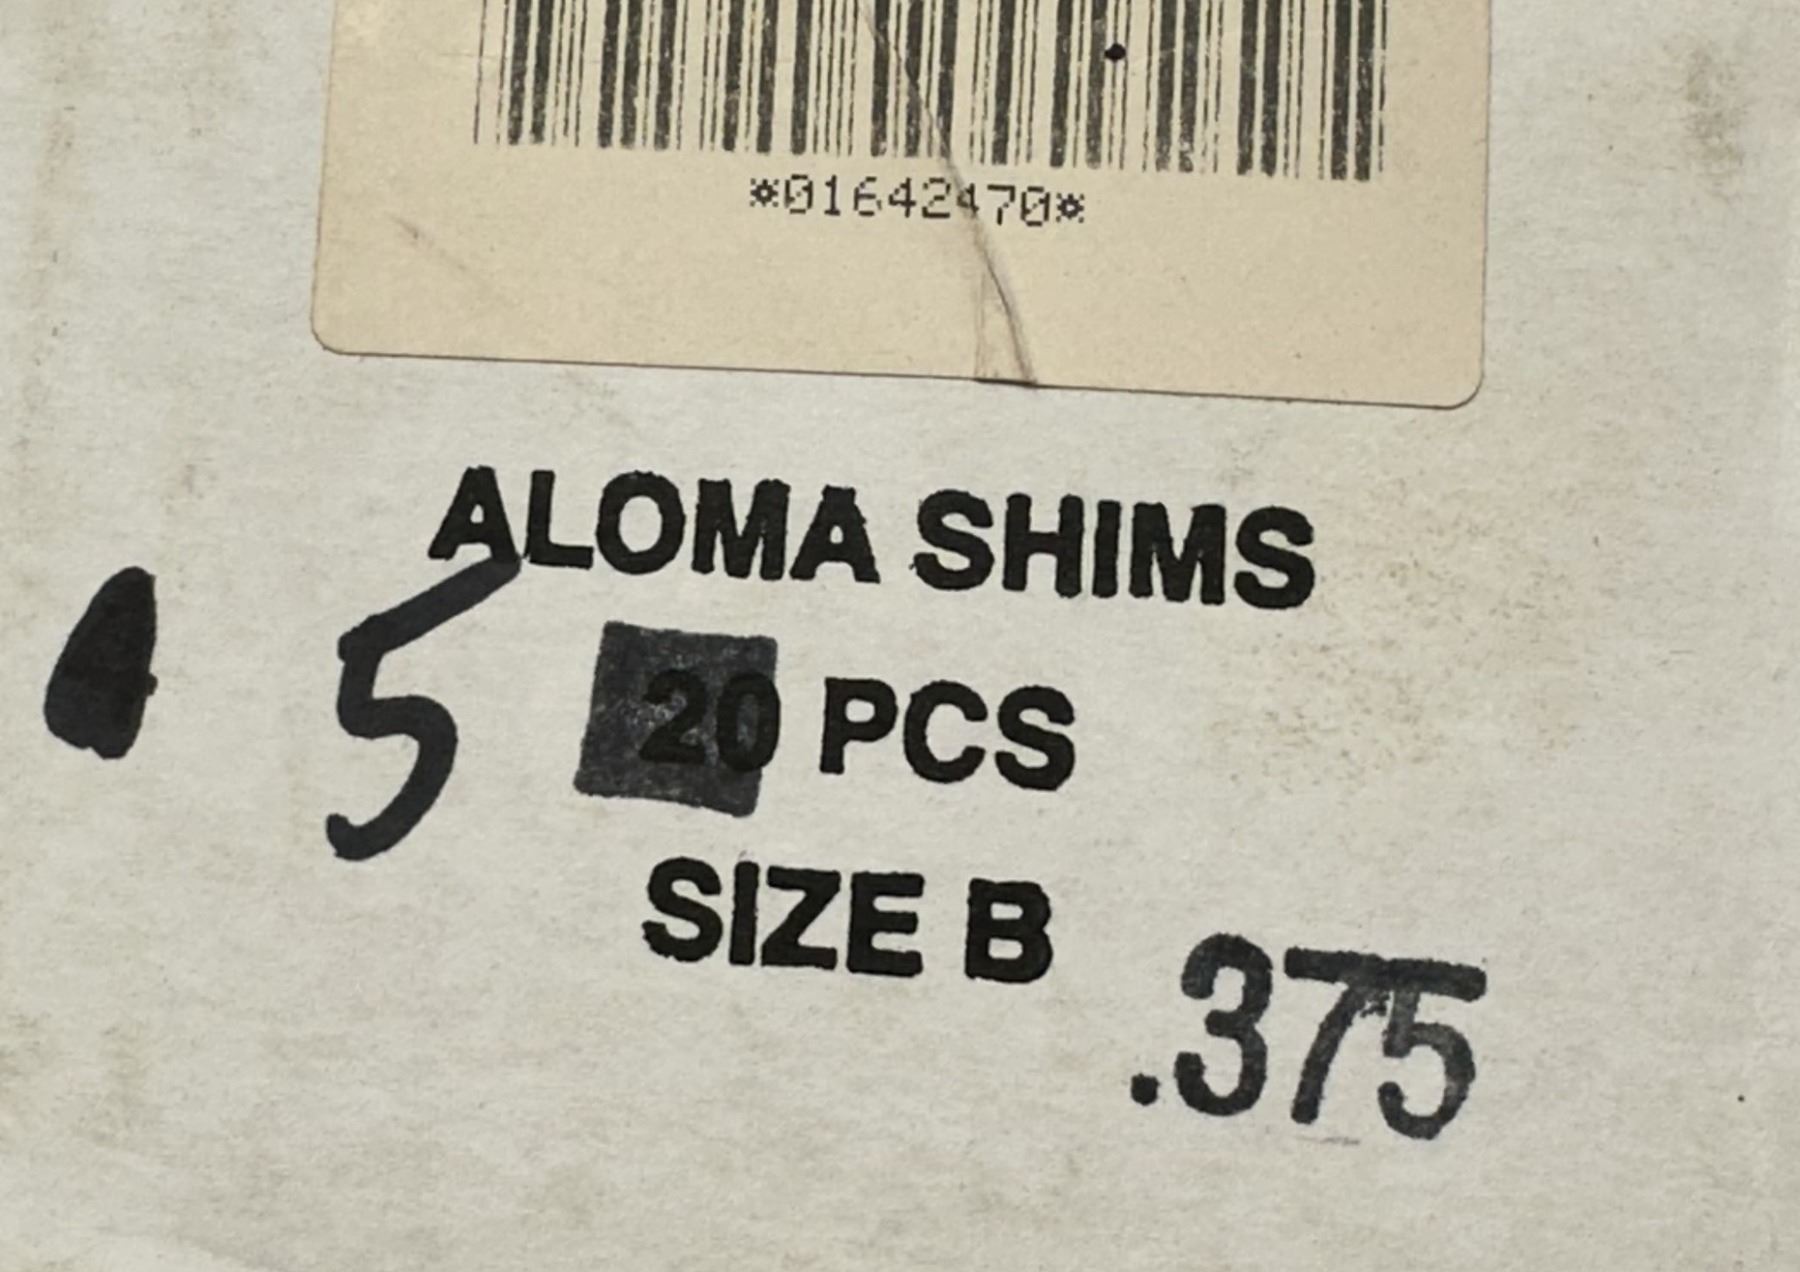 *01642470*
ALOMA SHIMS
5 20 PCS
SIZE B
.375